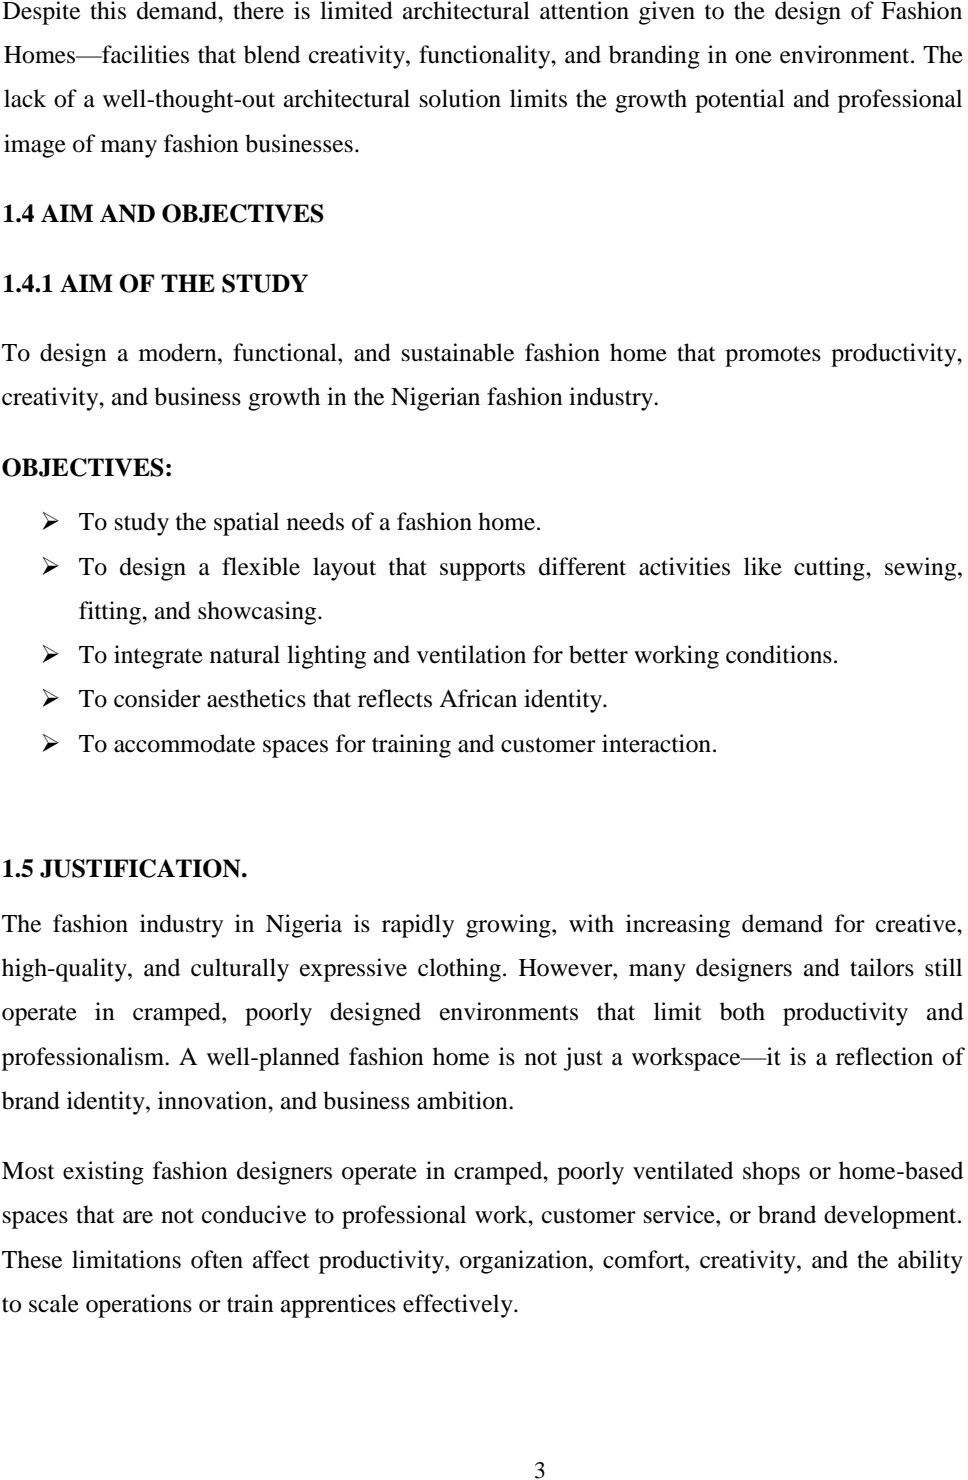 Despite this demand, there is limited architectural attention given to the design of Fashion
Homes—facilities that blend creativity, functionality, and branding in one environment. The
lack of a well-thought-out architectural solution limits the growth potential and professional
image of many fashion businesses.
1.4 AIM AND OBJECTIVES
1.4.1 AIM OF THE STUDY
To design a modern, functional, and sustainable fashion home that promotes productivity,
creativity, and business growth in the Nigerian fashion industry.
OBJECTIVES:
➢ To study the spatial needs of a fashion home.
➢ To design a flexible layout that supports different activities like cutting, sewing,
fitting, and showcasing.
➢ To integrate natural lighting and ventilation for better working conditions.
➢ To consider aesthetics that reflects African identity.
➢ To accommodate spaces for training and customer interaction.
1.5 JUSTIFICATION.
The fashion industry in Nigeria is rapidly growing, with increasing demand for creative,
high-quality, and culturally expressive clothing. However, many designers and tailors still
operate in cramped, poorly designed environments that limit both productivity and
professionalism. A well-planned fashion home is not just a workspace—it is a reflection of
brand identity, innovation, and business ambition.
Most existing fashion designers operate in cramped, poorly ventilated shops or home-based
spaces that are not conducive to professional work, customer service, or brand development.
These limitations often affect productivity, organization, comfort, creativity, and the ability
to scale operations or train apprentices effectively.
3